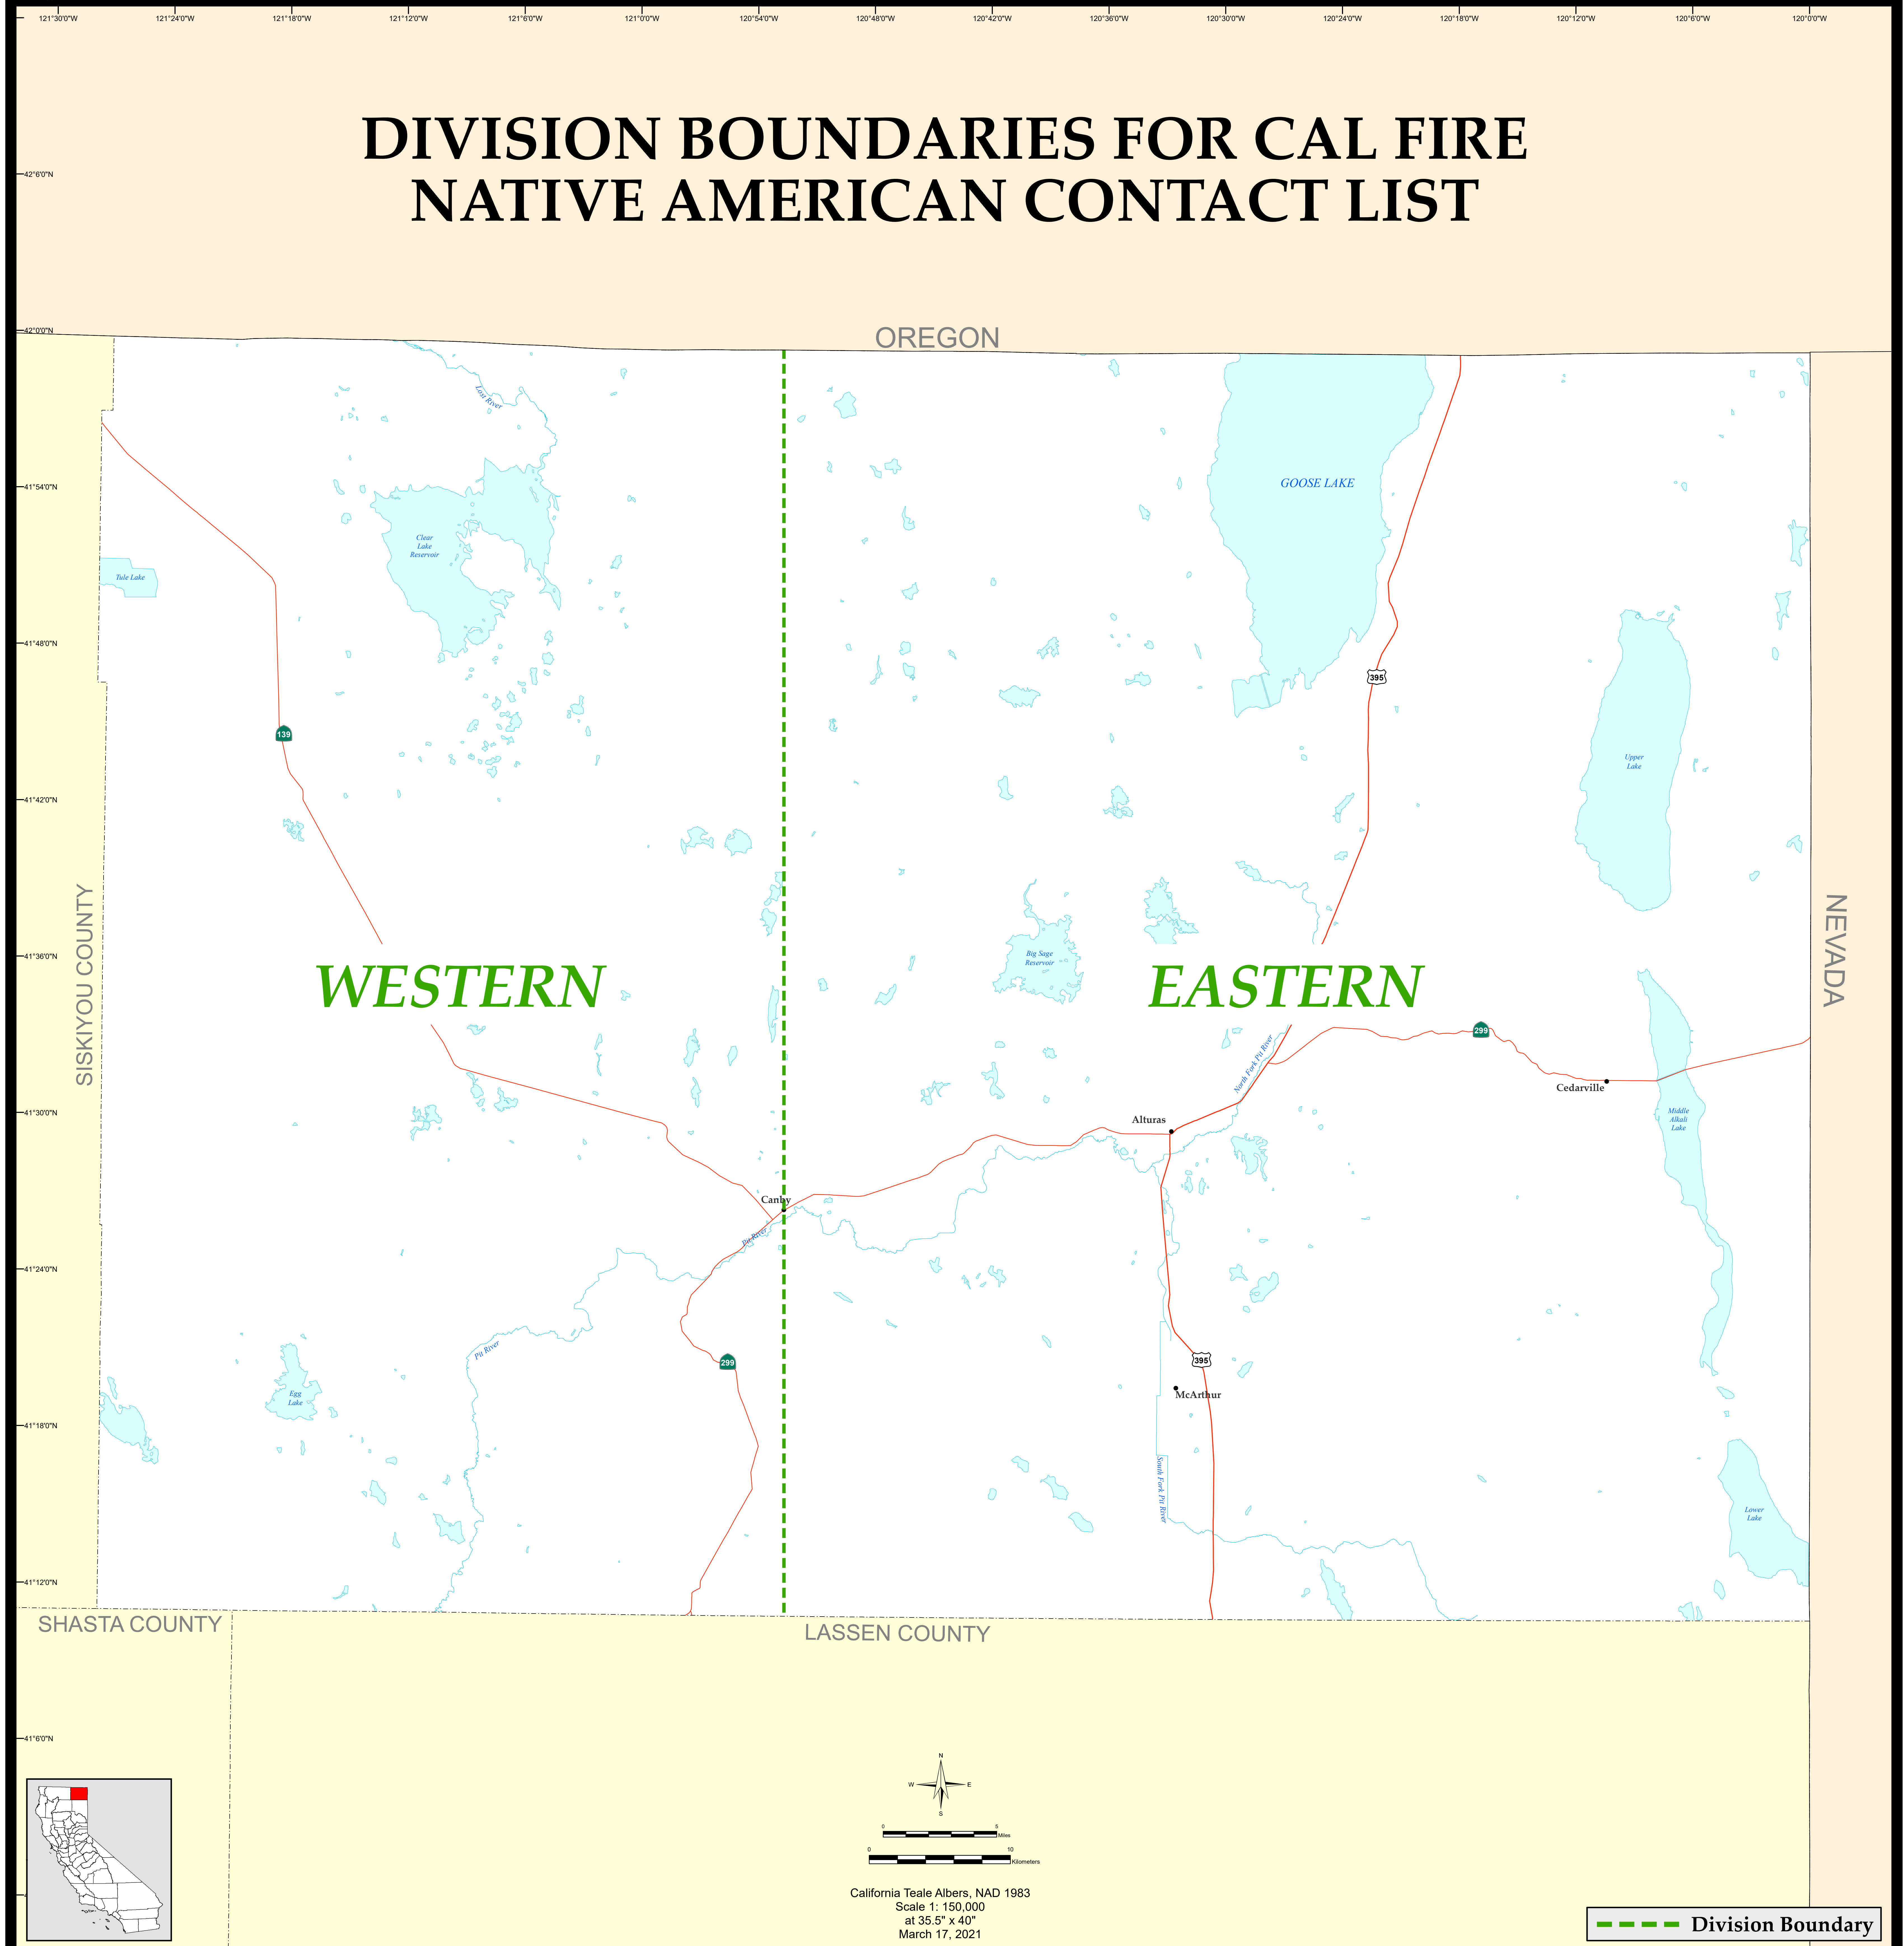 121°30'0"W
121°24'0"W
121°18'0"W
121°12'0"W
121°6'0"W
121°0'0"W
120°54'0"W
120°48'0"W
120°42'0"W
120°36'0"W
120°30'0"W
120°24'0"W
120°18'0"W
120°12'0"W
120°6'0"W
120°0'0"W
DIVISION BOUNDARIES FOR CAL FIRE
NATIVE AMERICAN CONTACT LIST
42°6'0"N
42°0'0"N
OREGON
Lost River
41°54'0"N
GOOSE LAKE
Clear
Lake
Reservoir
Tule Lake
41°48'0"N
395
139
Upper
Lake
41°42'0"N
SISKIYOU COUNTY
NEVADA
41°36'0"N
Big Sage
Reservoir
WESTERN
EASTERN
299
North Fork Pit River
Cedarville
41°30'0"N
Alturas
Middle
Alkali
Lake
Canby
Pit River
41°24'0"N
Pit River
299
395
Egg
Lake
McArthur
41°18'0"N
South Fork Pit River
Lower
Lake
41°12'0"N
SHASTA COUNTY
LASSEN COUNTY
41°6'0"N
N
W
E
S
0
5
Miles
0
10
Kilometers
California Teale Albers, NAD 1983
Scale 1: 150,000
at 35.5" x 40"
March 17, 2021
Division Boundary